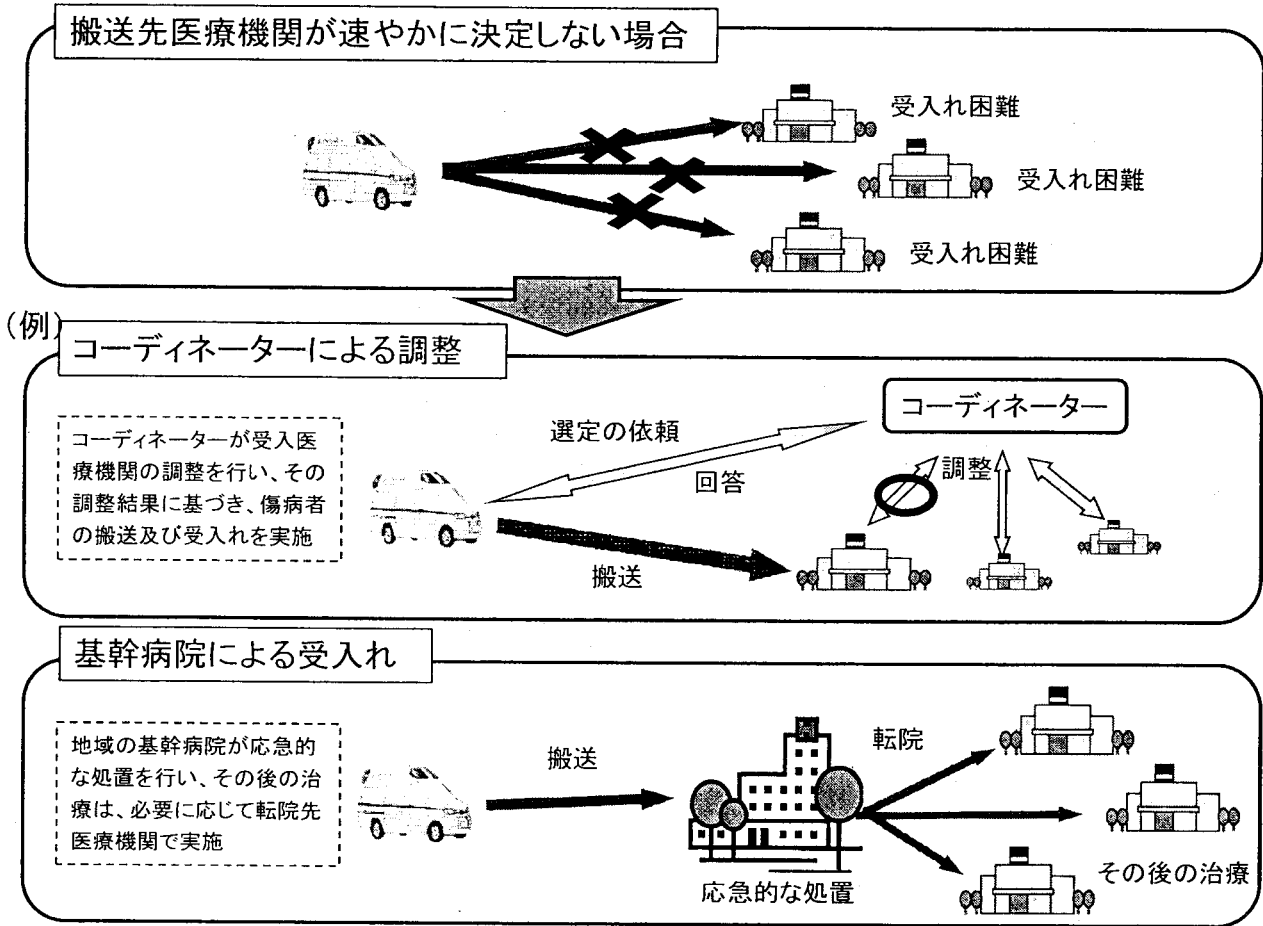 搬送先医療機関が速やかに決定しない場合
受入れ困難
受入れ困難
受入れ困難
(例)
コーディネーターによる調整
コーディネーターが受入医
療機関の調整を行い、その
調整結果に基づき、傷病者
の搬送及び受入れを実施
選定の依頼
回答
コーディネーター
調整
搬送
基幹病院による受入れ
地域の基幹病院が応急的
な処置を行い、その後の治
療は、必要に応じて転院先
医療機関で実施
搬送
転院
応急的な処置
その後の治療